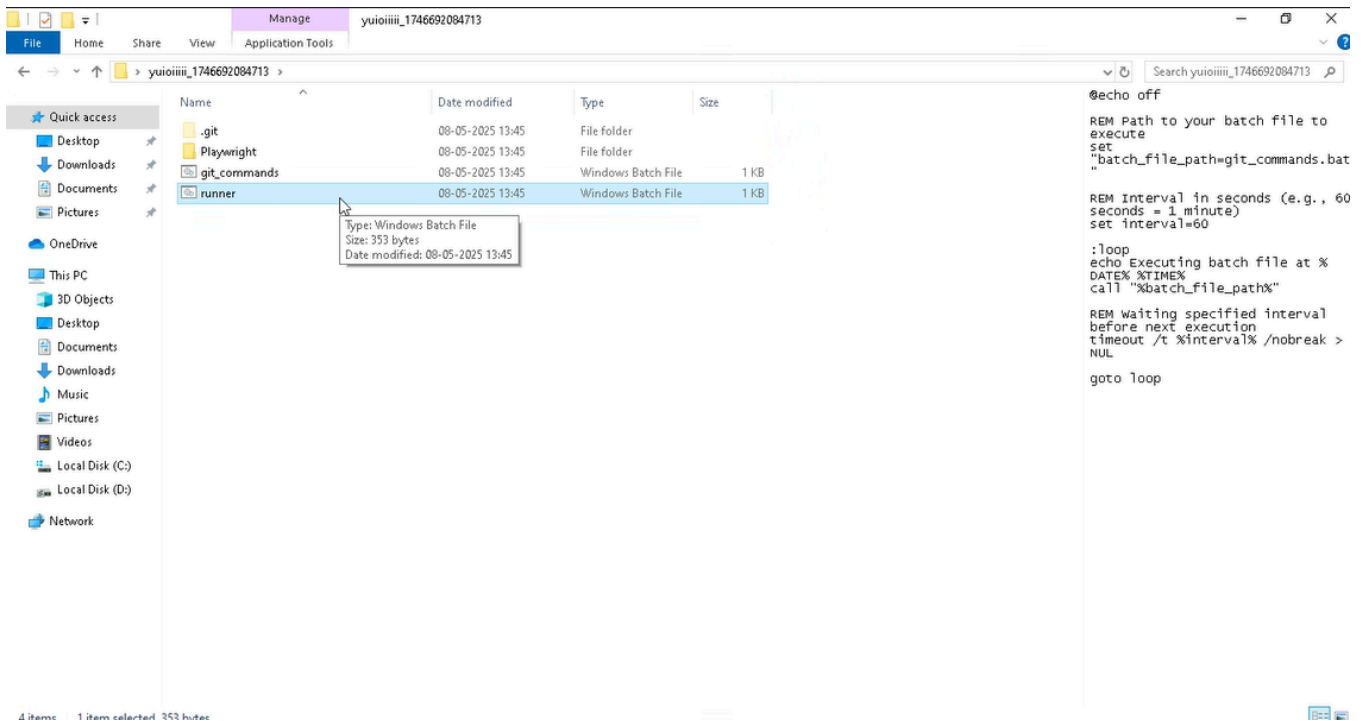 Manage
yuioiiiii_1746692084713
File
Home
Share
View
Application Tools
yuioiiiii_1746692084713
Search yuioiiiii_1746692084713
Quick access
Desktop
Downloads
Documents
Pictures
OneDrive
This PC
3D Objects
Desktop
Documents
Downloads
Music
Pictures
Videos
Local Disk (C:)
Local Disk (D:)
Network
Name Date modified Type Size
.git 08-05-2025 13:45 File folder
Playwright 08-05-2025 13:45 File folder
git_commands 08-05-2025 13:45 Windows Batch File 1 KB
runner 08-05-2025 13:45 Windows Batch File 1 KB
Type: Windows Batch File
Size: 353 bytes
Date modified: 08-05-2025 13:45
@echo off
REM Path to your batch file to
execute
set
"batch_file_path=git_commands.bat
"
REM Interval in seconds (e.g., 60
seconds = 1 minute)
set interval=60
:loop
echo Executing batch file at %
DATE% %TIME%
call "%batch_file_path%"
REM Waiting specified interval
before next execution
timeout /t %interval% /nobreak >
NUL
goto loop
4 items 1 item selected 353 bytes